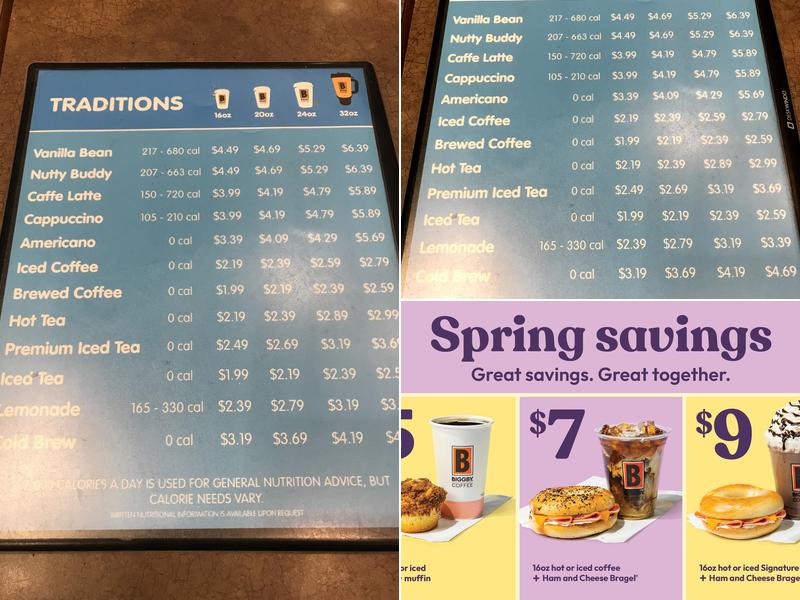 TRADITIONS
16oz 20oz 24oz 32oz
Vanilla Bean 217 - 680 cal $4.49 $4.69 $5.29 $6.39
Nutty Buddy 207 - 663 cal $4.49 $4.69 $5.29 $6.39
Caffe Latte 150 - 720 cal $3.99 $4.19 $4.79 $5.89
Cappuccino 105 - 210 cal $3.99 $4.19 $4.79 $5.89
Americano 0 cal $3.39 $4.09 $4.29 $5.69
Iced Coffee 0 cal $2.19 $2.39 $2.59 $2.79
Brewed Coffee 0 cal $1.99 $2.19 $2.39 $2.59
Hot Tea 0 cal $2.19 $2.39 $2.89 $2.99
Premium Iced Tea 0 cal $2.49 $2.69 $3.19 $3.6
Iced Tea 0 cal $1.99 $2.19 $2.39 $2.5
Lemonade 165 - 330 cal $2.39 $2.79 $3.19 $3
Cold Brew 0 cal $3.19 $3.69 $4.19 $4
CALORIES A DAY IS USED FOR GENERAL NUTRITION ADVICE, BUT
CALORIE NEEDS VARY.
WRITTEN NUTRITIONAL INFORMATION IS AVAILABLE UPON REQUEST
Vanilla Bean 217 - 680 cal $4.49 $4.69 $5.29 $6.39
Nutty Buddy 207 - 663 cal $4.49 $4.69 $5.29 $6.39
Caffe Latte 150 - 720 cal $3.99 $4.19 $4.79 $5.89
Cappuccino 105 - 210 cal $3.99 $4.19 $4.79 $5.89
Americano 0 cal $3.39 $4.09 $4.29 $5.69
Iced Coffee 0 cal $2.19 $2.39 $2.59 $2.79
Brewed Coffee 0 cal $1.99 $2.19 $2.39 $2.59
Hot Tea 0 cal $2.19 $2.39 $2.89 $2.99
Premium Iced Tea 0 cal $2.49 $2.69 $3.19 $3.69
Iced Tea 0 cal $1.99 $2.19 $2.39 $2.59
Lemonade 165 - 330 cal $2.39 $2.79 $3.19 $3.39
Cold Brew 0 cal $3.19 $3.69 $4.19 $4.69
Spring savings
Great savings. Great together.
5 $7 $9
B
BIGGBY
COFFEE
B
or iced
muffin
16oz hot or iced coffee
+ Ham and Cheese Bragel*
16oz hot or iced Signature
+ Ham and Cheese Brage